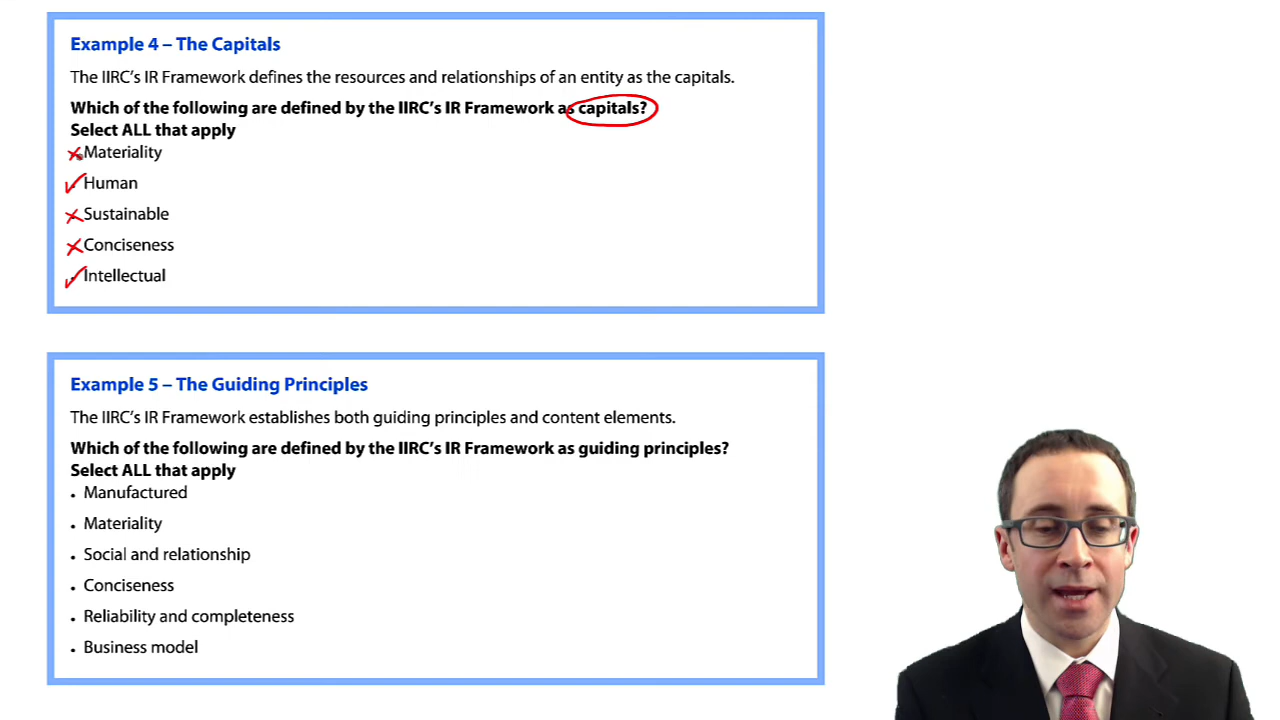 Example 4 – The Capitals
The IIRC's IR Framework defines the resources and relationships of an entity as the capitals.
Which of the following are defined by the IIRC's IR Framework as capitals?
Select ALL that apply
Materiality
Human
Sustainable
Conciseness
Intellectual
Example 5 – The Guiding Principles
The IIRC's IR Framework establishes both guiding principles and content elements.
Which of the following are defined by the IIRC's IR Framework as guiding principles?
Select ALL that apply
• Manufactured
• Materiality
• Social and relationship
• Conciseness
• Reliability and completeness
• Business model